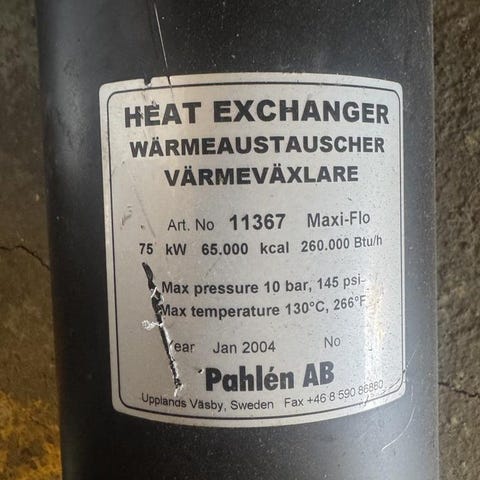 HEAT EXCHANGER
WÄRMEAUSTAUSCHER
VÄRMEVÄXLARE
Art. No 11367 Maxi-Flo
75 kW 65.000 kcal 260.000 Btu/h
Max pressure 10 bar, 145 psi
Max temperature 130°C, 266°F
Year Jan 2004 No
Pahlén AB
Upplands Väsby, Sweden Fax +46 8 590 86880